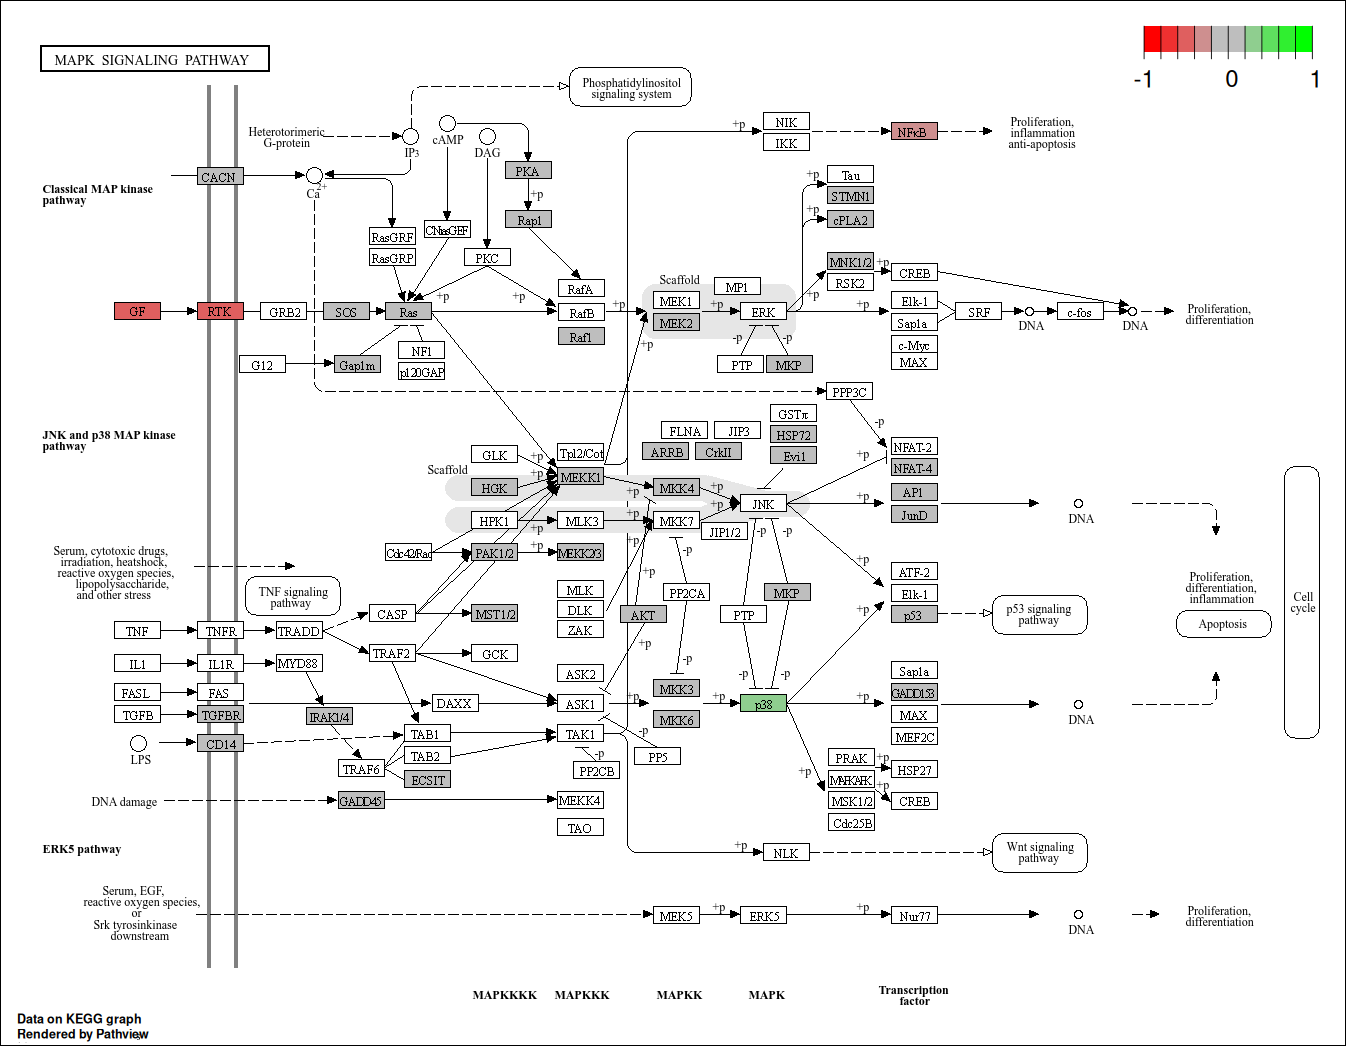 MAPK SIGNALING PATHWAY
-1
0
1
Phosphatidylinositol
signaling system
Heterotorimeric
G-protein
IP3
cAMP
DAG
PKA
+p
Rap1
NIK
IKK
+p
NFκB
Proliferation,
inflammation
anti-apoptosis
CACN
Ca2+
Classical MAP kinase
pathway
RasGRF
RasGRP
CNrasGEF
PKC
Tau
STMN1
cPLA2
+p
+p
MNK1/2
RSK2
+p
+p
CREB
RafA
RafB
Raf1
Scaffold
MEK1
MEK2
MP1
ERK
GF
RTK
GRB2
SOS
Ras
+p
+p
+p
+p
+p
+p
+p
Elk-1
Sap1a
c-Myc
MAX
SRF
DNA
c-fos
DNA
Proliferation,
differentiation
G12
Gap1m
NF1
p120GAP
-p
-p
PTP
MKP
PPP3C
-p
JNK and p38 MAP kinase
pathway
GSTπ
HSP72
Evi1
FLNA
JIP3
ARRB
CrkII
NFAT-2
NFAT-4
AP1
JunD
GLK
Tpl2/Cot
Scaffold
HGK
MEKK1
MKK4
HPK1
MLK3
MKK7
JNK
JIP1/2
+p
+p
+p
+p
+p
+p
+p
+p
+p
+p
DNA
Cdc42/Rac
PAK1/2
MEKK2/3
-p
-p
-p
Serum, cytotoxic drugs,
irradiation, heatshock,
reactive oxygen species,
lipopolysaccharide,
and other stress
TNF signaling
pathway
MLK
DLK
ZAK
+p
+p
AKT
PP2CA
PTP
MKP
+p
+p
ATF-2
Elk-1
p53
p53 signaling
pathway
Proliferation,
differentiation,
inflammation
Apoptosis
Cell
cycle
CASP
MST1/2
TNF
TNFR
TRADD
TRAF2
GCK
IL1
IL1R
MYD88
ASK2
-p
-p
-p
FASL
FAS
DAXX
ASK1
MKK3
MKK6
p38
+p
+p
+p
Sap1a
GADD153
MAX
MEF2C
DNA
TGFB
TGFBR
IRAK1/4
LPS
CD14
TAB1
TAB2
TAK1
-p
-p
PP5
PP2CB
TRAF6
ECSIT
PRAK
MAPKAPK
MSK1/2
Cdc25B
+p
+p
+p
HSP27
CREB
DNA damage
GADD45
MEKK4
TAO
ERK5 pathway
+p
NLK
Wnt signaling
pathway
Serum, EGF,
reactive oxygen species,
or
Srk tyrosinkinase
downstream
MEK5
+p
ERK5
+p
Nur77
DNA
Proliferation,
differentiation
MAPKKKK
MAPKKK
MAPKK
MAPK
Transcription
factor
Data on KEGG graph
Rendered by Pathview